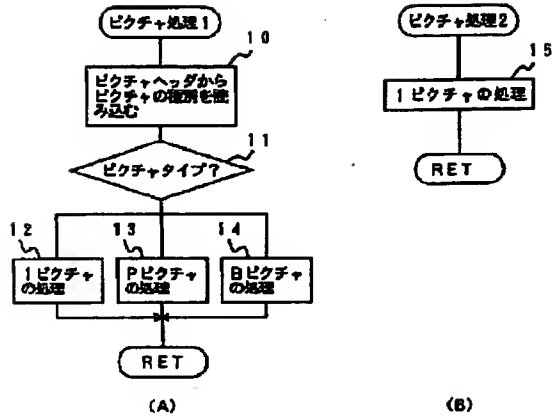 ピクチャ処理1
10
ピクチャヘッダから
ピクチャの種別を読
み込む
11
ピクチャタイプ?
12
Iピクチャ
の処理
13
Pピクチャ
の処理
14
Bピクチャ
の処理
RET
(A)
ピクチャ処理2
15
1ピクチャの処理
RET
(B)